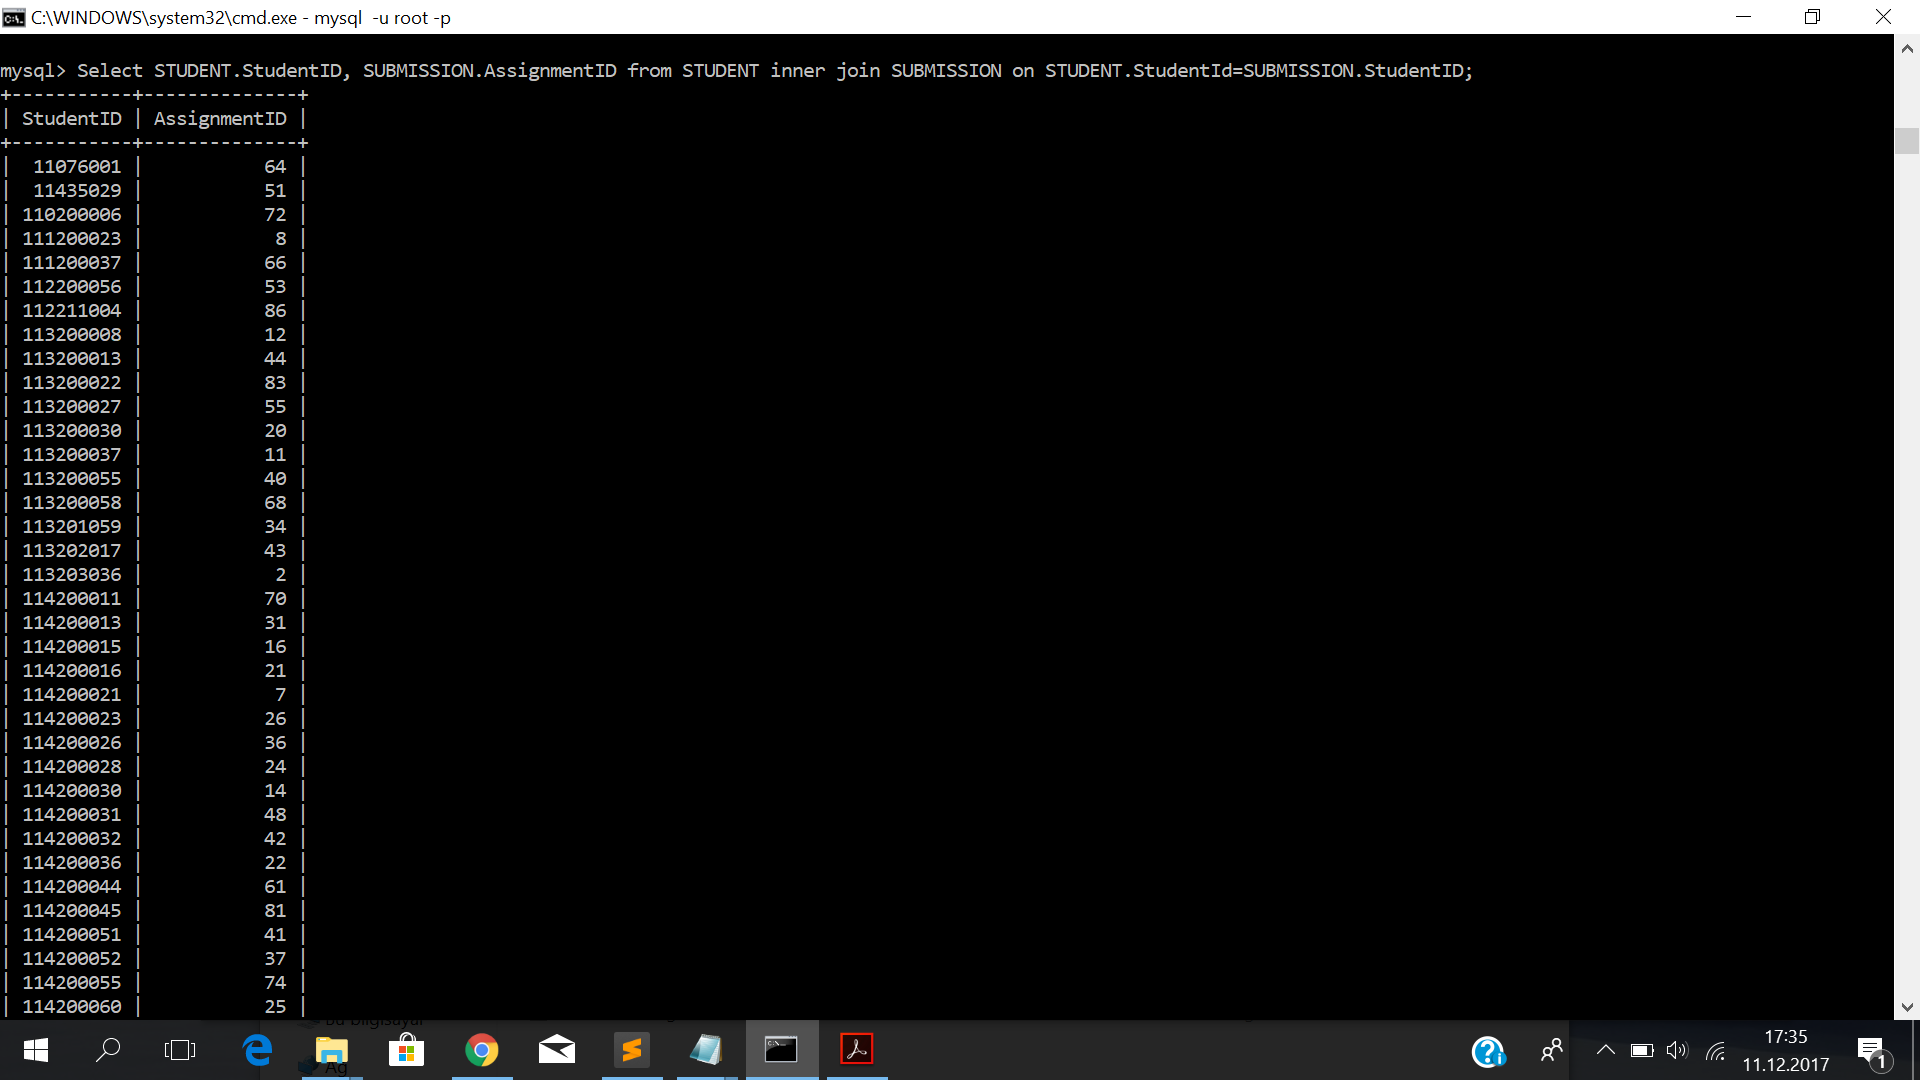 C:\WINDOWS\system32\cmd.exe - mysql  -u root -p
mysql> Select STUDENT.StudentID, SUBMISSION.AssignmentID from STUDENT inner join SUBMISSION on STUDENT.StudentId=SUBMISSION.StudentID;
+-----------+--------------+
| StudentID | AssignmentID |
+-----------+--------------+
|  11076001 |           64 |
|  11435029 |           51 |
| 110200006 |           72 |
| 111200023 |            8 |
| 111200037 |           66 |
| 112200056 |           53 |
| 112211004 |           86 |
| 113200008 |           12 |
| 113200013 |           44 |
| 113200022 |           83 |
| 113200027 |           55 |
| 113200030 |           20 |
| 113200037 |           11 |
| 113200055 |           40 |
| 113200058 |           68 |
| 113201059 |           34 |
| 113202017 |           43 |
| 113203036 |            2 |
| 114200011 |           70 |
| 114200013 |           31 |
| 114200015 |           16 |
| 114200016 |           21 |
| 114200021 |            7 |
| 114200023 |           26 |
| 114200026 |           36 |
| 114200028 |           24 |
| 114200030 |           14 |
| 114200031 |           48 |
| 114200032 |           42 |
| 114200036 |           22 |
| 114200044 |           61 |
| 114200045 |           81 |
| 114200051 |           41 |
| 114200052 |           37 |
| 114200055 |           74 |
| 114200060 |           25 |
Bu bilgisayar
Ağ
17:35
11.12.2017
1